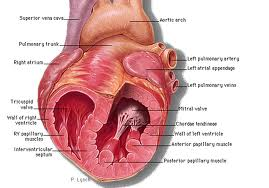 Superior vena cava
Aortic arch
Pulmonary trunk
Right atrium
Left pulmonary artery
Left atrial appendage
Left pulmonary veins
Tricuspid
valve
Wall of right
ventricle
RV papillary
muscles
Interventricular
septum
Mitral valve
Chordae tendineae
Wall of left ventricle
Anterior papillary muscle
Posterior papillary muscle
P. Lynch